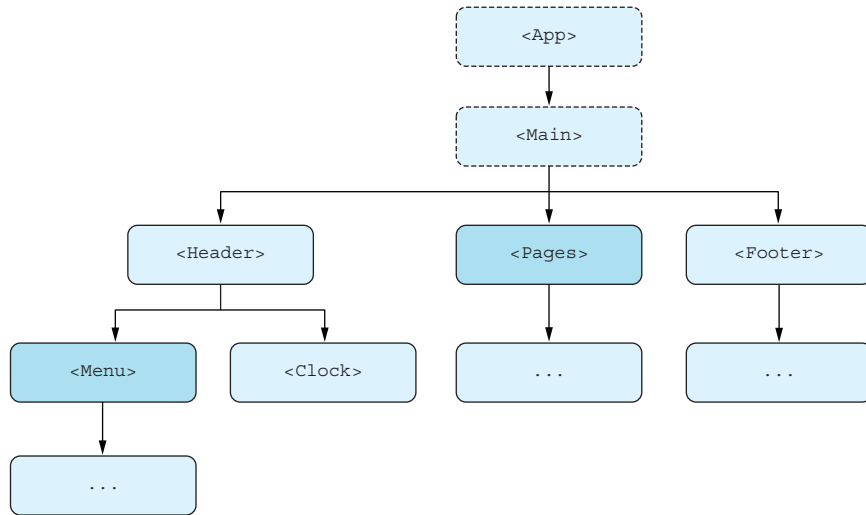 <App>
<Main>
<Header>
<Pages>
<Footer>
<Menu>
<Clock>
...
...
...